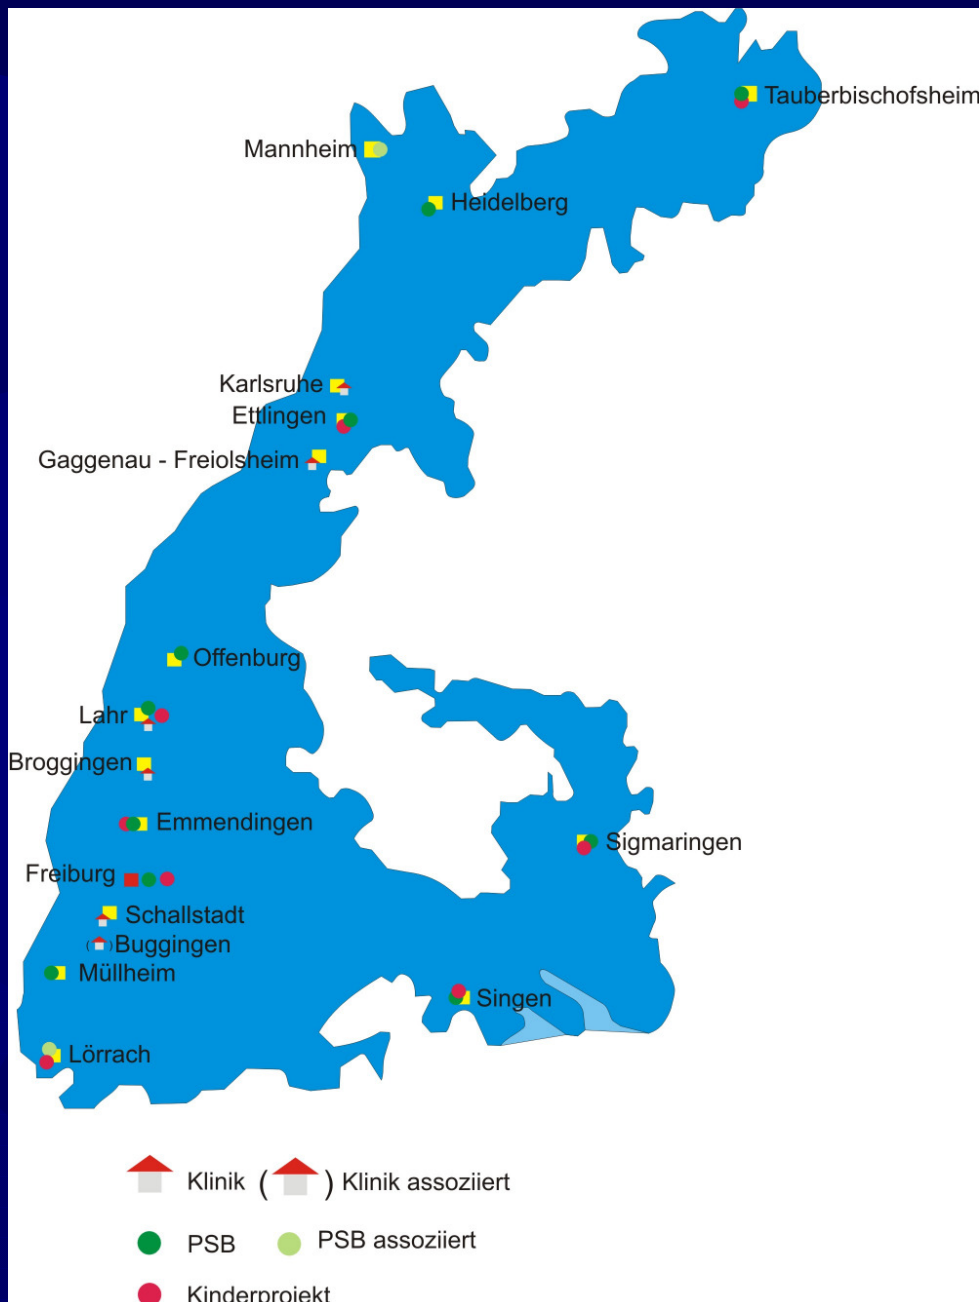 Tauberbischofsheim
Mannheim
Heidelberg
Karlsruhe
Ettlingen
Gaggenau - Freiolsheim
Offenburg
Lahr
Broggingen
Emmendingen
Sigmaringen
Freiburg
Schallstadt
( ) Buggingen
Müllheim
Singen
Lörrach
Klinik ( ) Klinik assoziiert
PSB PSB assoziiert
Kinderprojekt